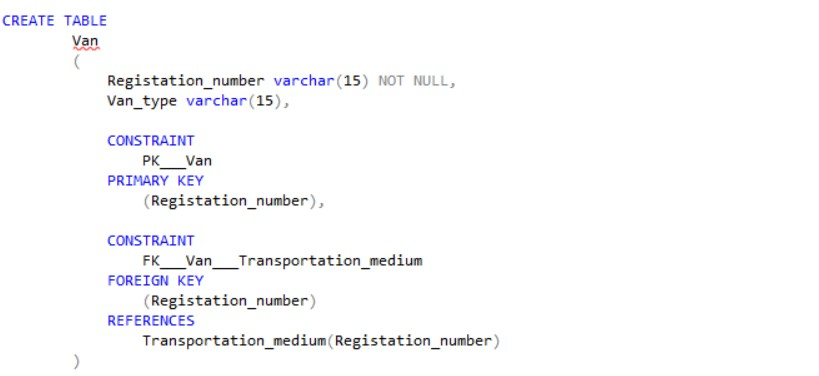 CREATE TABLE
Van
(
Registation_number varchar(15) NOT NULL,
Van_type varchar(15),
CONSTRAINT
PK___Van
PRIMARY KEY
(Registation_number),
CONSTRAINT
FK___Van___Transportation_medium
FOREIGN KEY
(Registation_number)
REFERENCES
Transportation_medium(Registation_number)
)